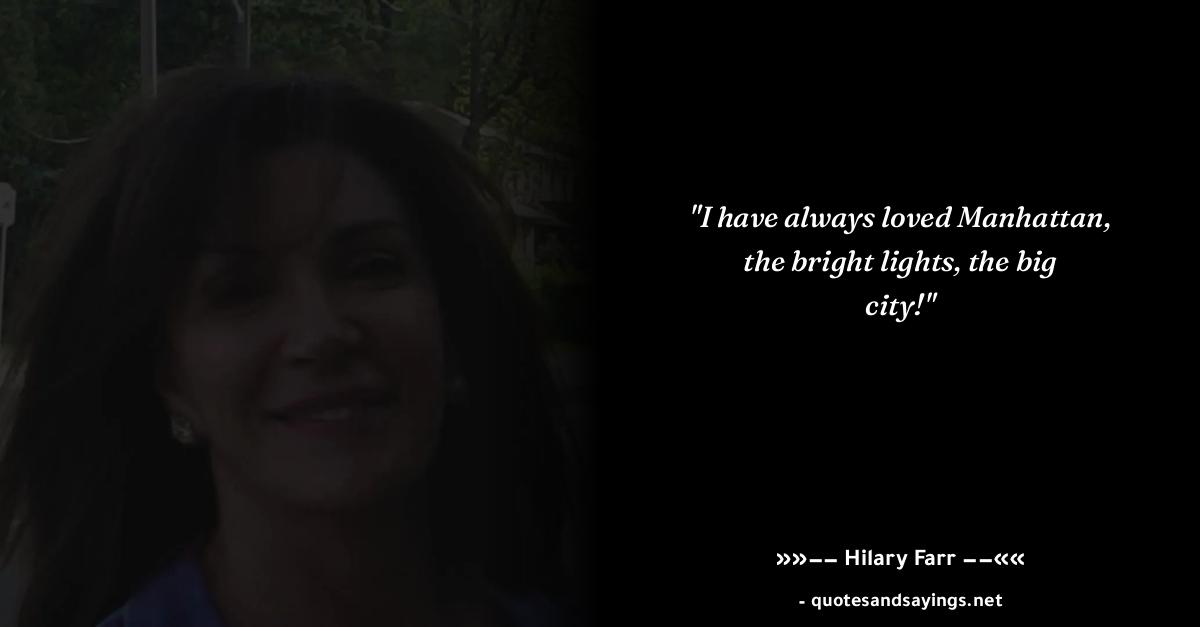 "I have always loved Manhattan,
the bright lights, the big
city!"
»»−− Hilary Farr −−««
- quotesandsayings.net